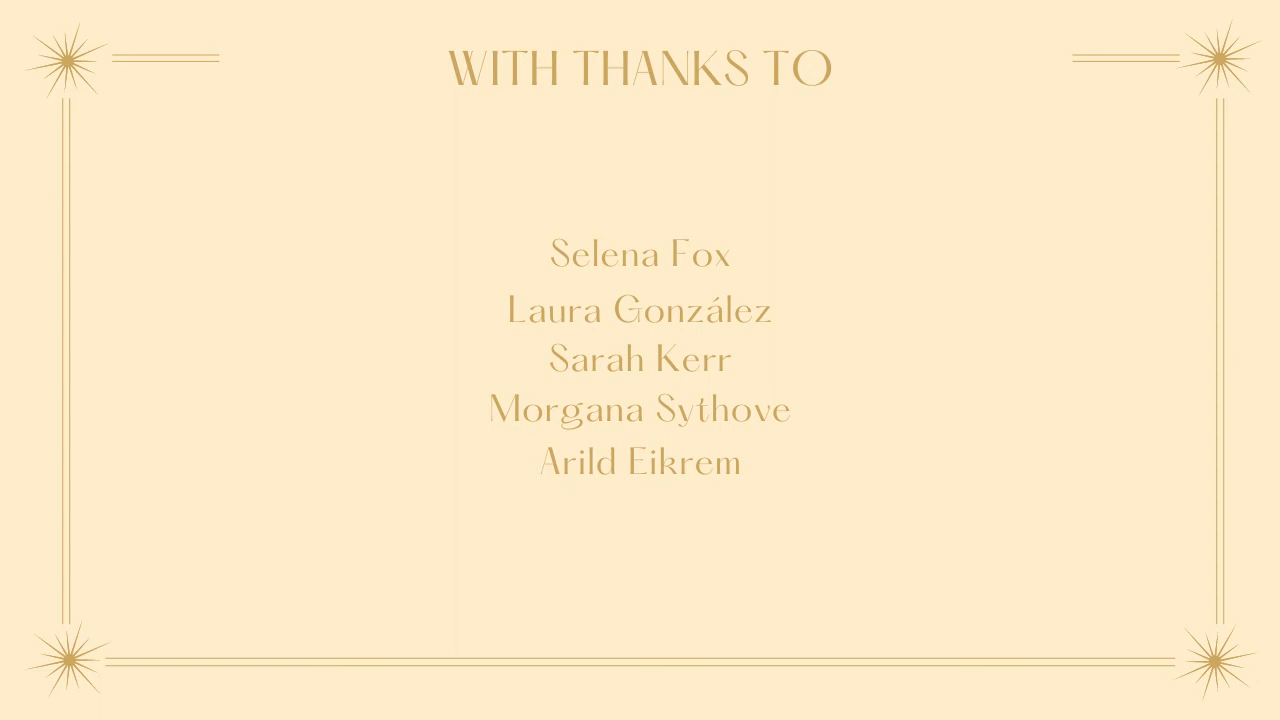 WITH THANKS TO
Selena Fox
Laura González
Sarah Kerr
Morgana Sythove
Arild Eikrem